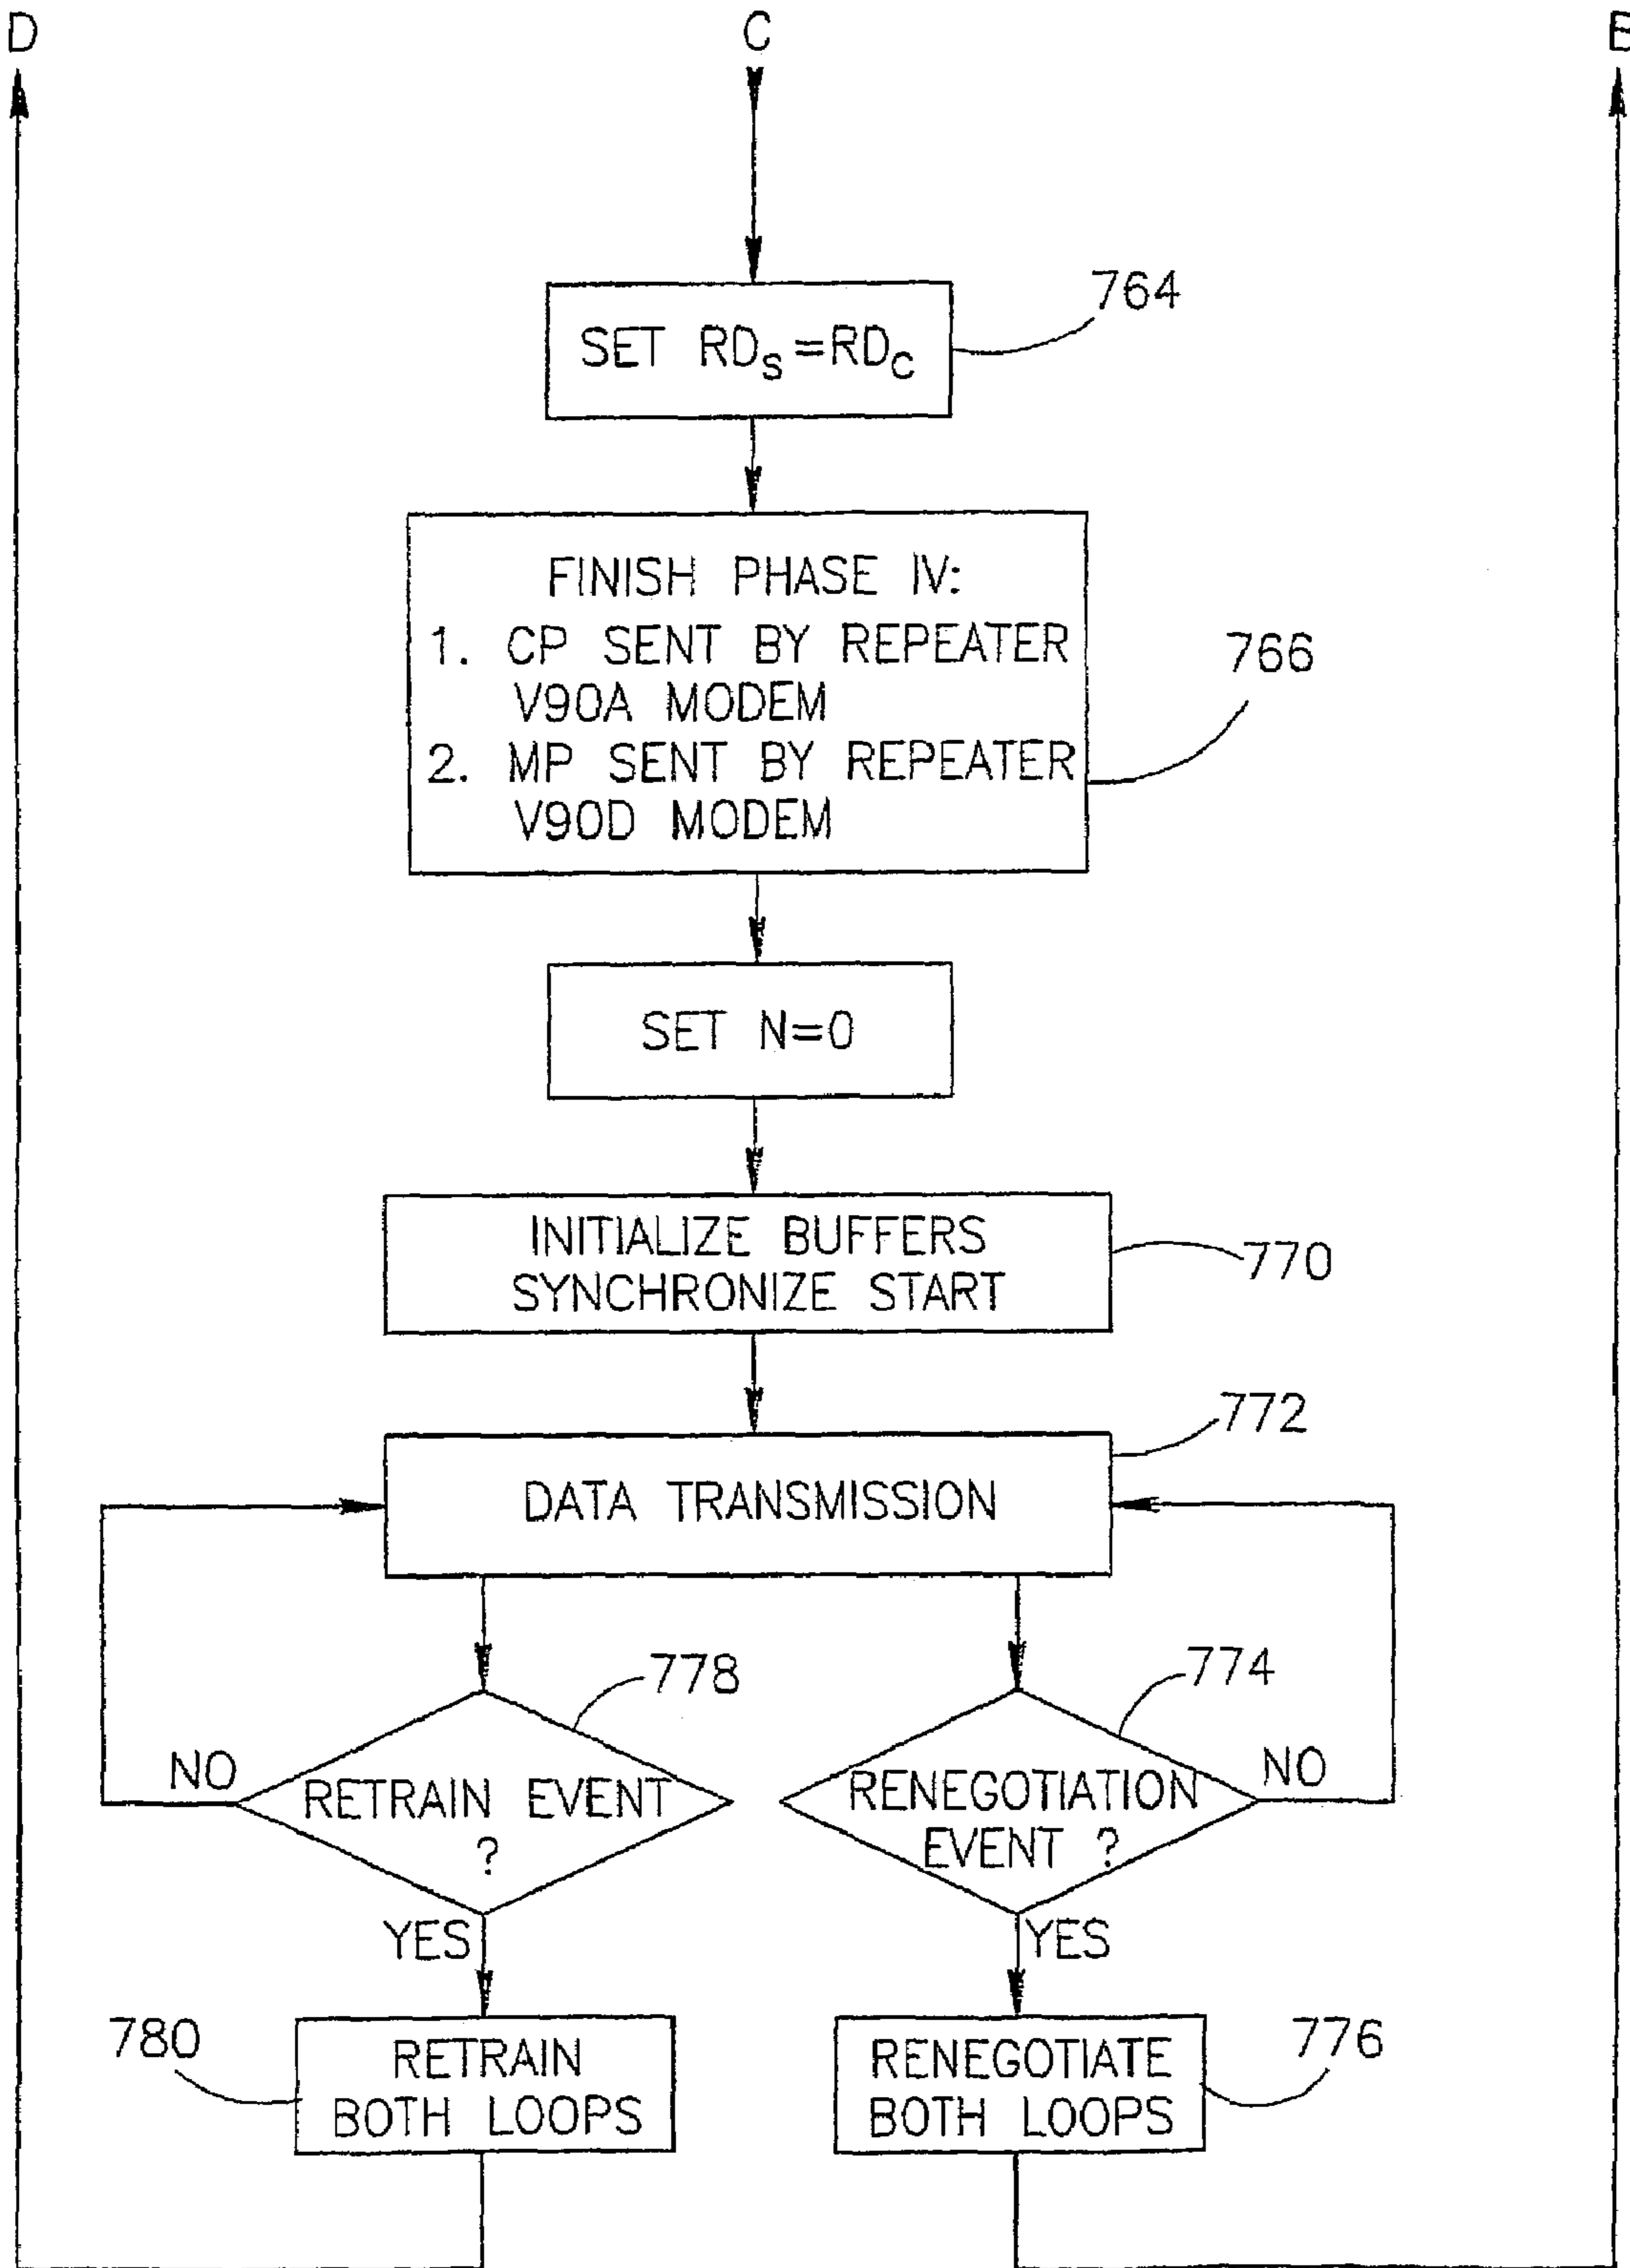 D
C
764
SET RDS=RDC
FINISH PHASE IV:
1. CP SENT BY REPEATER
V90A MODEM
2. MP SENT BY REPEATER
V90D MODEM
766
SET N=0
INITIALIZE BUFFERS
SYNCHRONIZE START
770
772
DATA TRANSMISSION
778
774
NO
RETRAIN EVENT
?
RENEGOTIATION
EVENT ?
NO
YES
YES
780
RETRAIN
BOTH LOOPS
RENEGOTIATE
BOTH LOOPS
776